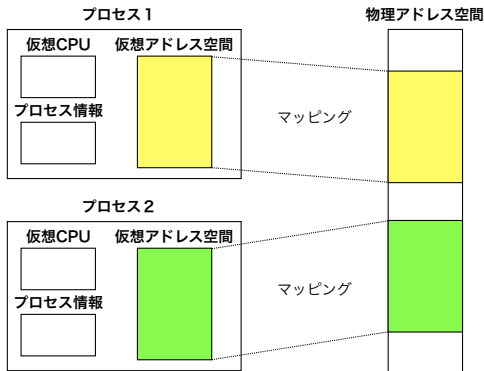 プロセス1
物理アドレス空間
仮想CPU
仮想アドレス空間
プロセス情報
マッピング
プロセス2
仮想CPU
仮想アドレス空間
プロセス情報
マッピング